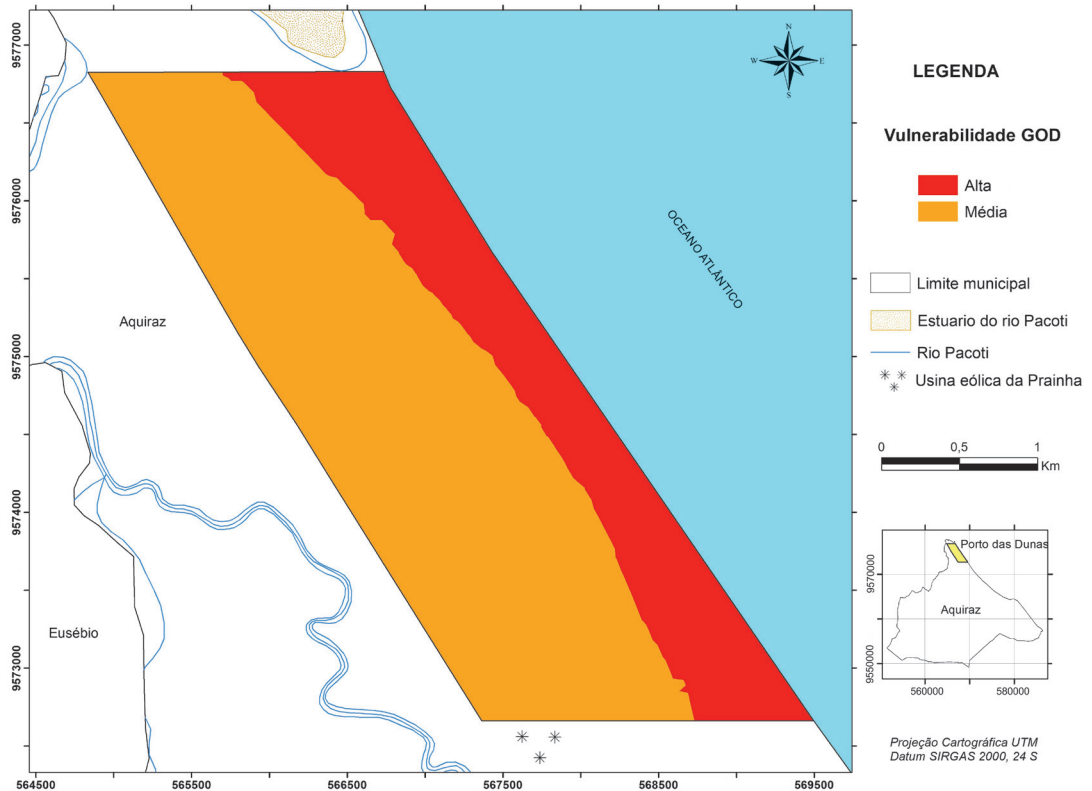 9577000
9576000
9575000
9574000
9573000
564500
565500
566500
567500
568500
569500
N
W
E
S
OCEANO ATLÂNTICO
Aquiraz
Eusébio
LEGENDA
Vulnerabilidade GOD
Alta
Média
Limite municipal
Estuario do rio Pacoti
Rio Pacoti
Usina eólica da Prainha
0 0,5 1
Km
Porto das Dunas
Aquiraz
9570000
9550000
560000
580000
Projeção Cartográfica UTM
Datum SIRGAS 2000, 24 S